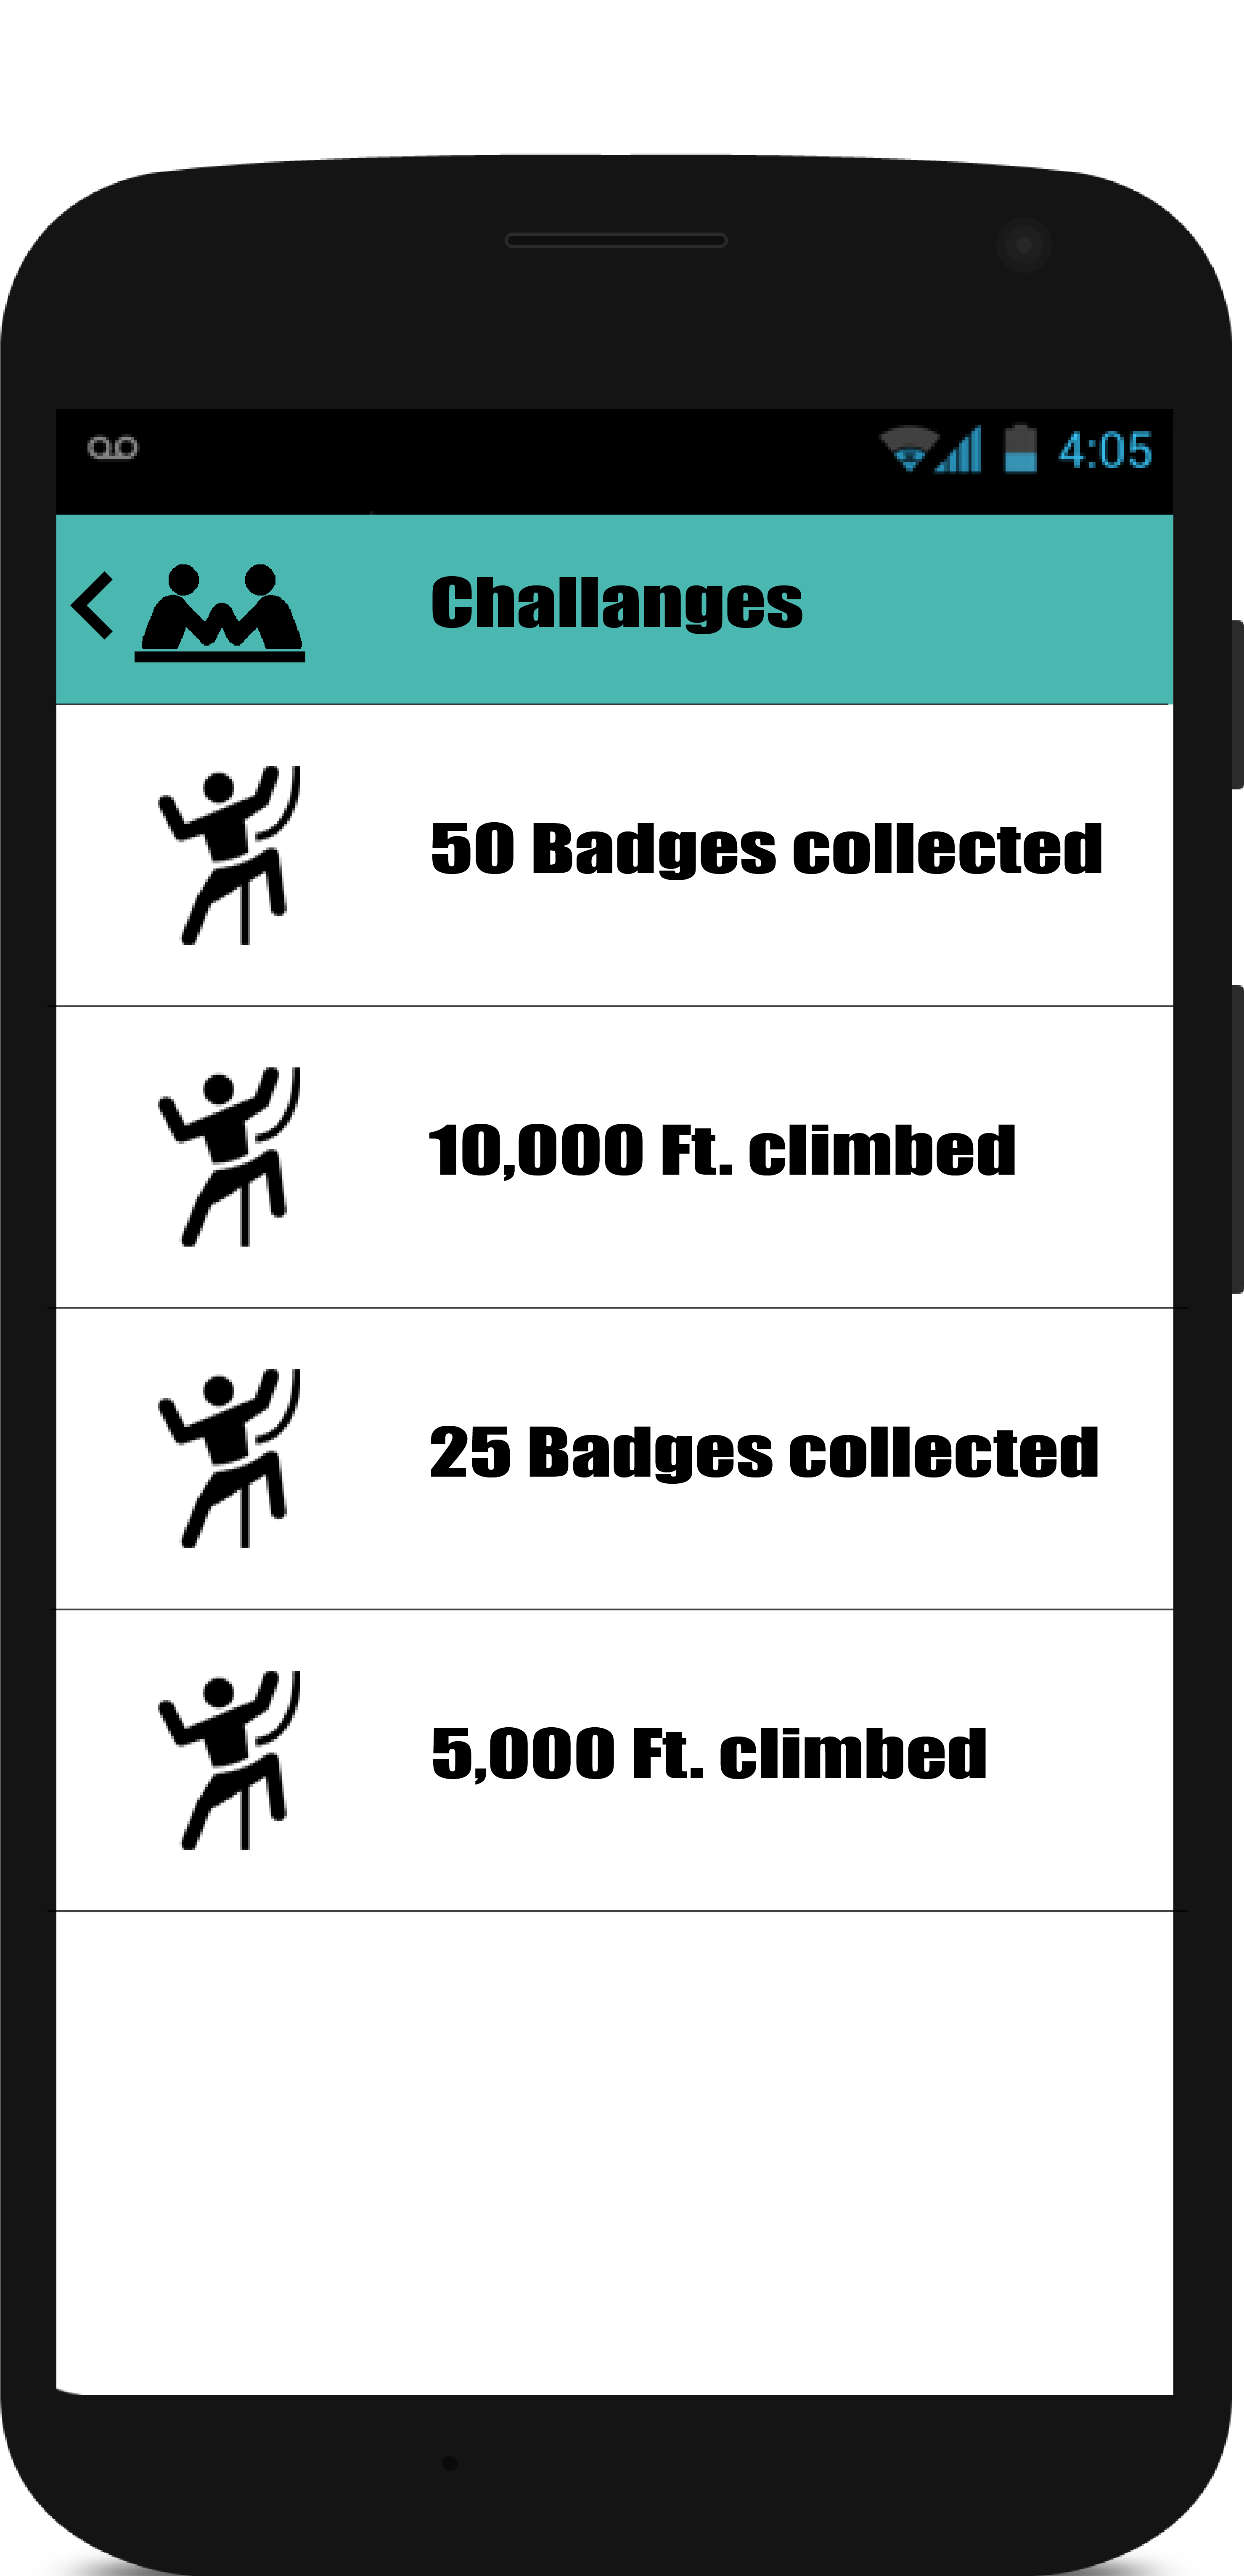 4:05
Challanges
50 Badges collected
10,000 Ft. climbed
25 Badges collected
5,000 Ft. climbed